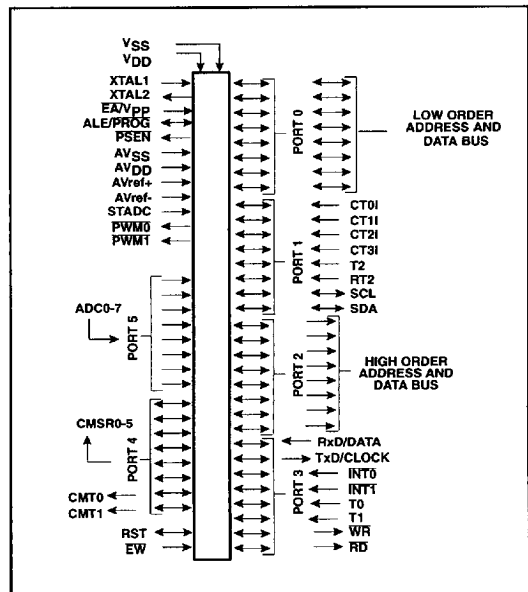 VSS
VDD
XTAL1
XTAL2
EA/VPP
ALE/PROG
PSEN
AVSS
AVDD
AVref+
AVref-
STADC
PWM0
PWM1
ADC0-7
PORT 5
CMSR0-5
PORT 4
CMT0
CMT1
RST
EW
PORT 0
LOW ORDER
ADDRESS AND
DATA BUS
PORT 1
CT0I
CT1I
CT2I
CT3I
T2
RT2
SCL
SDA
PORT 2
HIGH ORDER
ADDRESS AND
DATA BUS
PORT 3
RxD/DATA
TxD/CLOCK
INT0
INT1
T0
T1
WR
RD